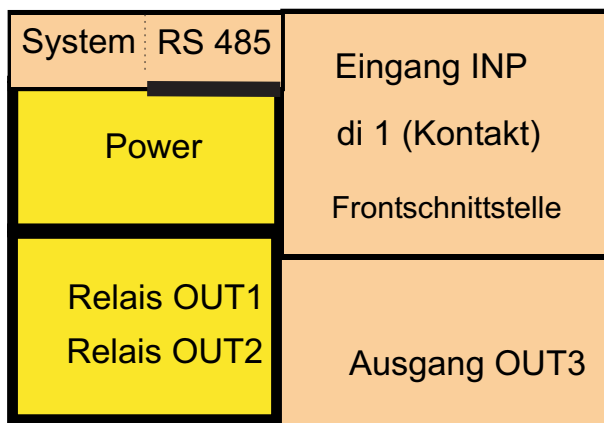 System RS 485
Power
Relais OUT1
Relais OUT2
Eingang INP
di 1 (Kontakt)
Frontschnittstelle
Ausgang OUT3